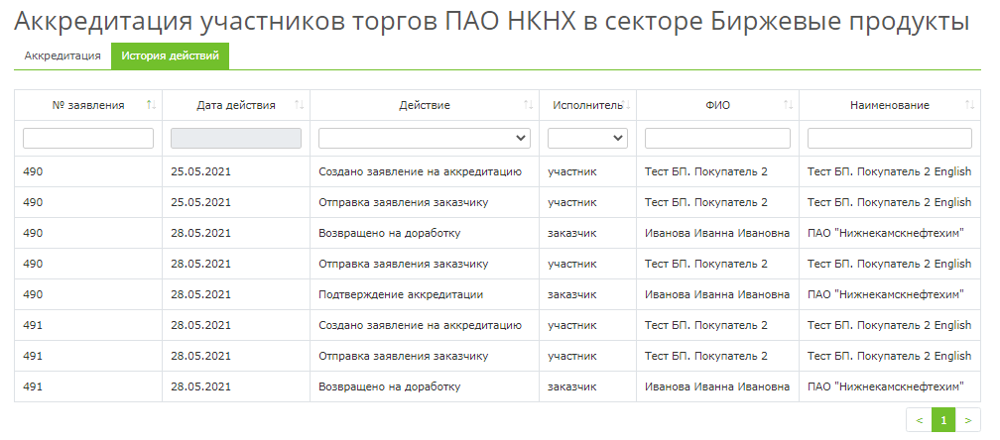 Аккредитация участников торгов ПАО НКНХ в секторе Биржевые продукты
Аккредитация История действий
№ заявления Дата действия Действие Исполнитель ФИО Наименование
490 25.05.2021 Создано заявление на аккредитацию участник Тест БП. Покупатель 2 Тест БП. Покупатель 2 English
490 25.05.2021 Отправка заявления заказчику участник Тест БП. Покупатель 2 Тест БП. Покупатель 2 English
490 28.05.2021 Возвращено на доработку заказчик Иванова Иванна Ивановна ПАО "Нижнекамскнефтехим"
490 28.05.2021 Отправка заявления заказчику участник Тест БП. Покупатель 2 Тест БП. Покупатель 2 English
490 28.05.2021 Подтверждение аккредитации заказчик Иванова Иванна Ивановна ПАО "Нижнекамскнефтехим"
491 28.05.2021 Создано заявление на аккредитацию участник Тест БП. Покупатель 2 Тест БП. Покупатель 2 English
491 28.05.2021 Отправка заявления заказчику участник Тест БП. Покупатель 2 Тест БП. Покупатель 2 English
491 28.05.2021 Возвращено на доработку заказчик Иванова Иванна Ивановна ПАО "Нижнекамскнефтехим"
< 1 >